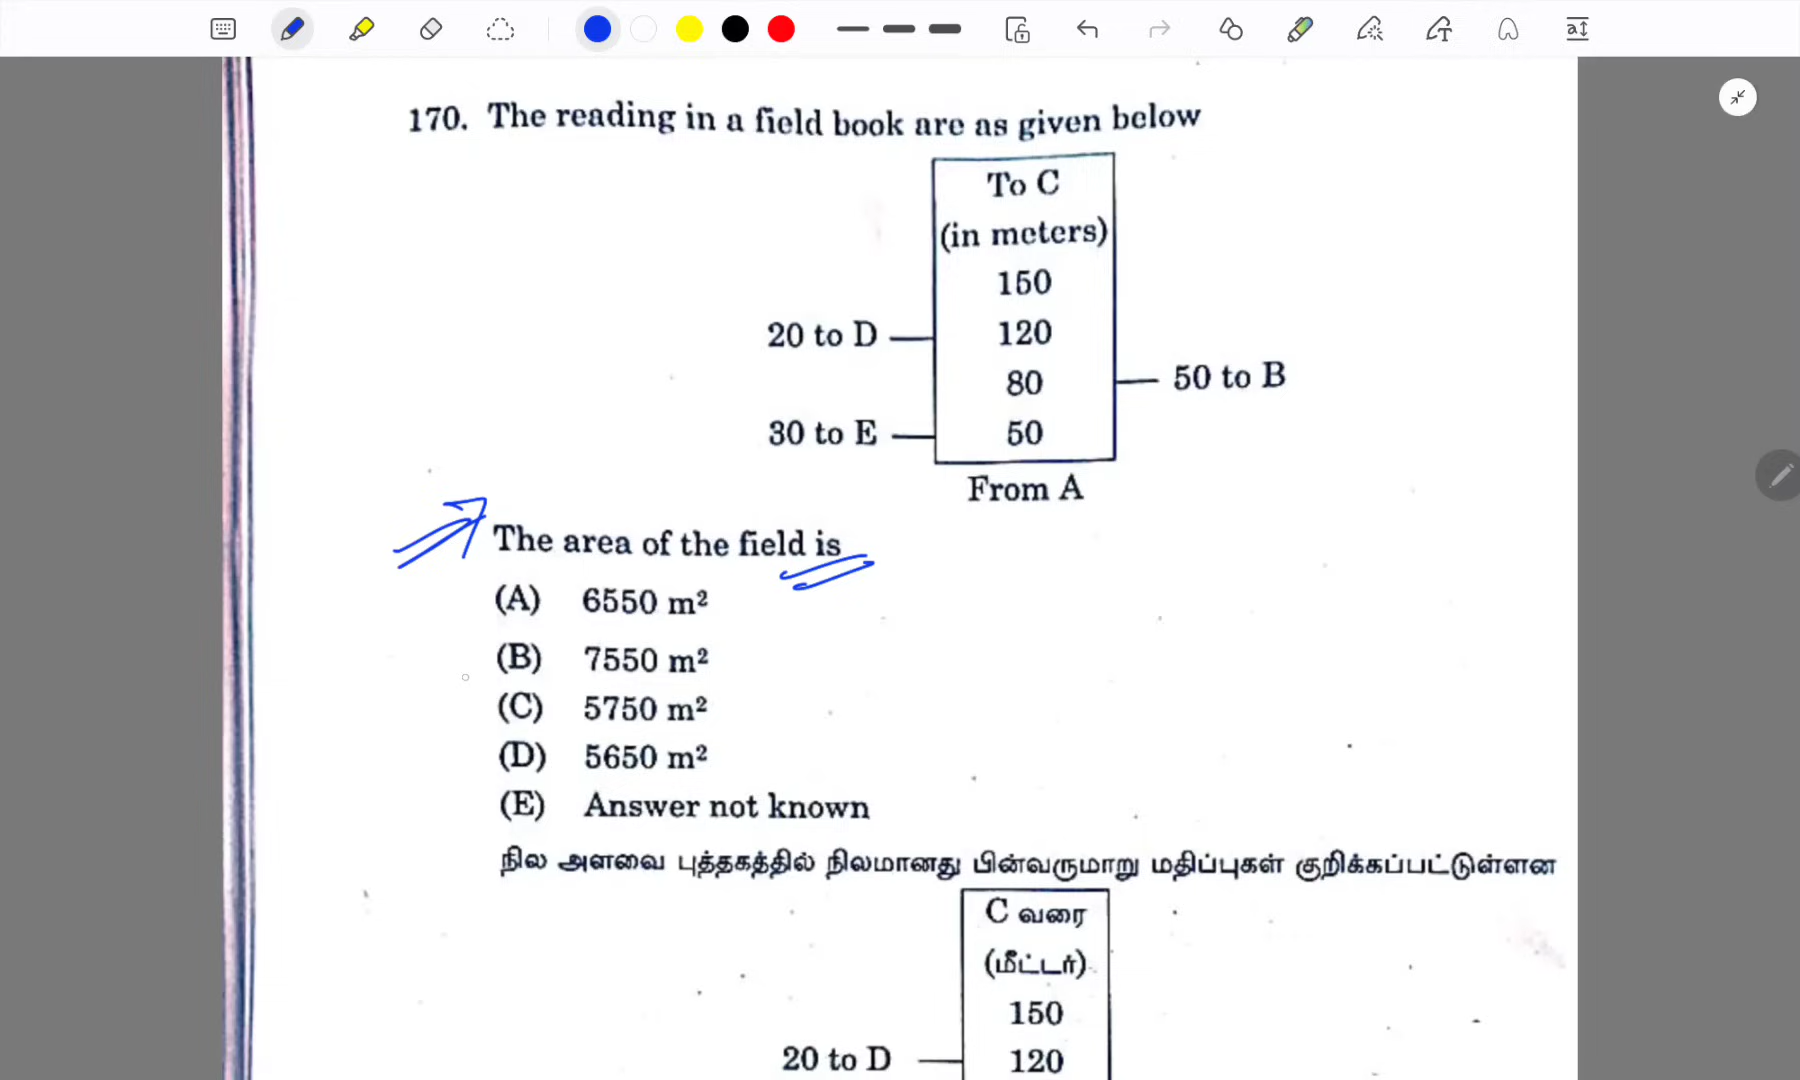 170. The reading in a field book are as given below
To C
(in meters)
150
20 to D — 120
80 — 50 to B
30 to E — 50
From A
The area of the field is
(A) 6550 m²
(B) 7550 m²
(C) 5750 m²
(D) 5650 m²
(E) Answer not known
நில அளவை புத்தகத்தில் நிலமானது பின்வருமாறு மதிப்புகள் குறிக்கப்பட்டுள்ளன
C வரை
(மீட்டர்)
150
20 to D — 120